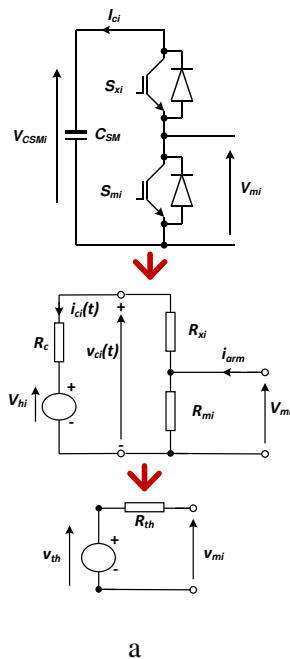 I_ci
S_xi
V_CSMi
C_SM
S_mi
V_mi
i_ci(t)
R_xi
R_c
v_ci(t)
i_arm
V_hi
R_mi
V_mi
R_th
v_th
v_mi
a